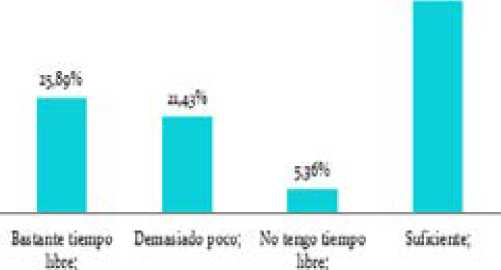 25,89%
21,43%
5,36%
Bastante tiempo libre;
Demasiado poco;
No tengo tiempo libre;
Suficiente;